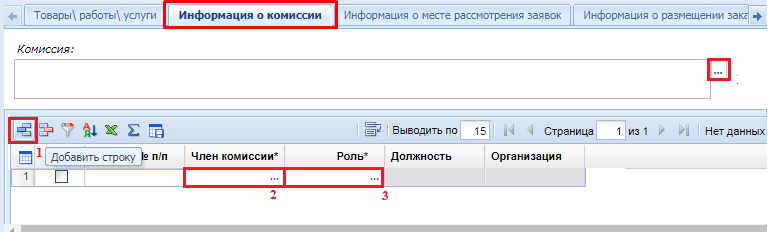 Товары\ работы\ услуги Информация о комиссии Информация о месте рассмотрения заявок Информация о размещении зака
Комиссия:
...
Выводить по 15 Страница 1 из 1 Нет данных
1 Добавить строку № п/п Член комиссии* Роль* Должность Организация
1 ... ...
2 3